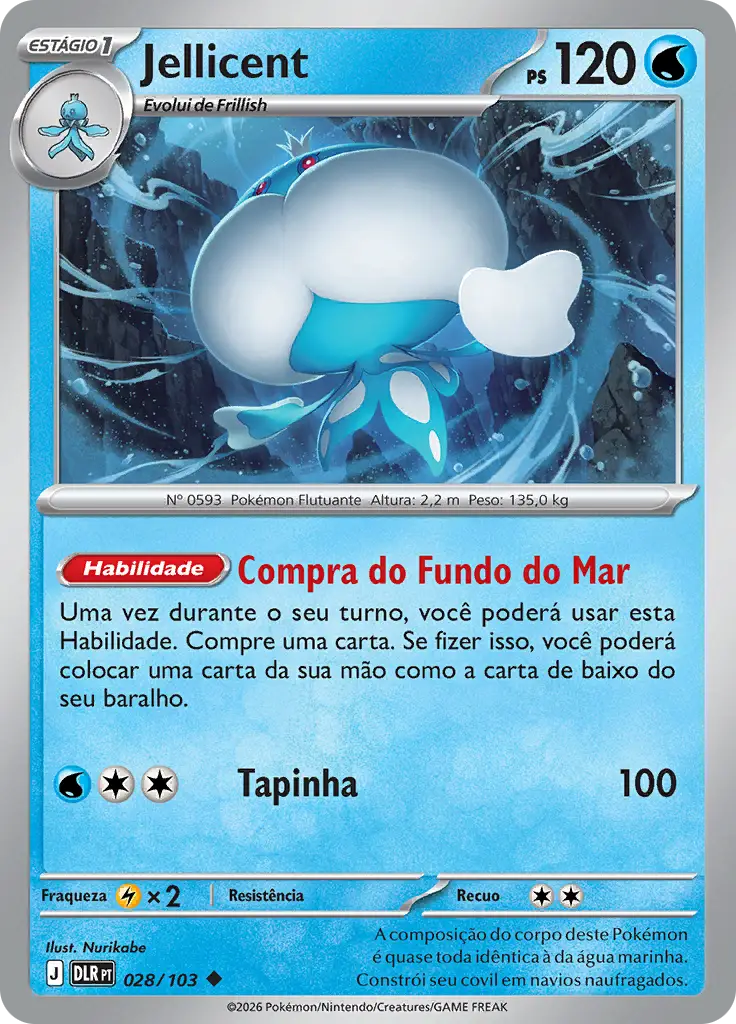 ESTÁGIO 1
Jellicent
PS 120
Evolui de Frillish
Nº 0593 Pokémon Flutuante Altura: 2,2 m Peso: 135,0 kg
Habilidade Compra do Fundo do Mar
Uma vez durante o seu turno, você poderá usar esta
Habilidade. Compre uma carta. Se fizer isso, você poderá
colocar uma carta da sua mão como a carta de baixo do
seu baralho.
Tapinha 100
Fraqueza ×2 Resistência Recuo
Ilust. Nurikabe
J DLR PT 028/103
A composição do corpo deste Pokémon
é quase toda idêntica à da água marinha.
Constrói seu covil em navios naufragados.
©2026 Pokémon/Nintendo/Creatures/GAME FREAK